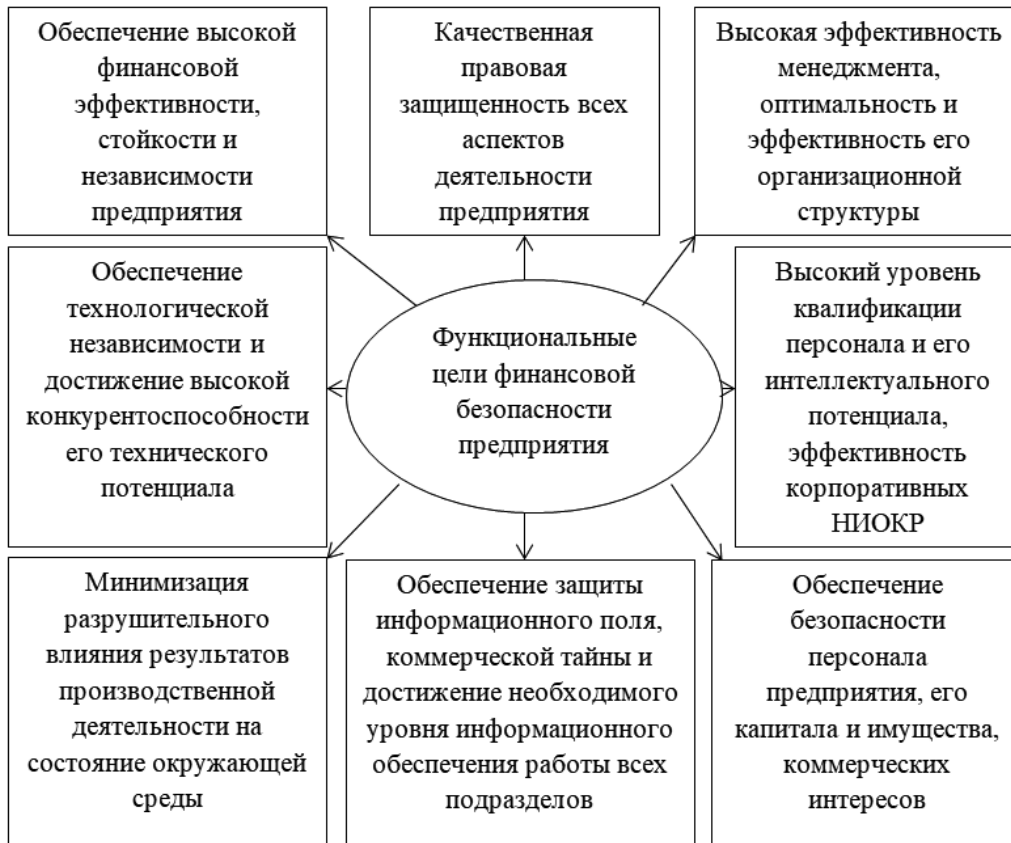 Обеспечение высокой
финансовой
эффективности,
стойкости и
независимости
предприятия
Качественная
правовая
защищенность всех
аспектов
деятельности
предприятия
Высокая эффективность
менеджмента,
оптимальность и
эффективность его
организационной
структуры
Обеспечение
технологической
независимости и
достижение высокой
конкурентоспособности
его технического
потенциала
Функциональные
цели финансовой
безопасности
предприятия
Высокий уровень
квалификации
персонала и его
интеллектуального
потенциала,
эффективность
корпоративных
НИОКР
Минимизация
разрушительного
влияния результатов
производственной
деятельности на
состояние окружающей
среды
Обеспечение защиты
информационного поля,
коммерческой тайны и
достижение необходимого
уровня информационного
обеспечения работы всех
подразделов
Обеспечение
безопасности
персонала
предприятия, его
капитала и имущества,
коммерческих
интересов